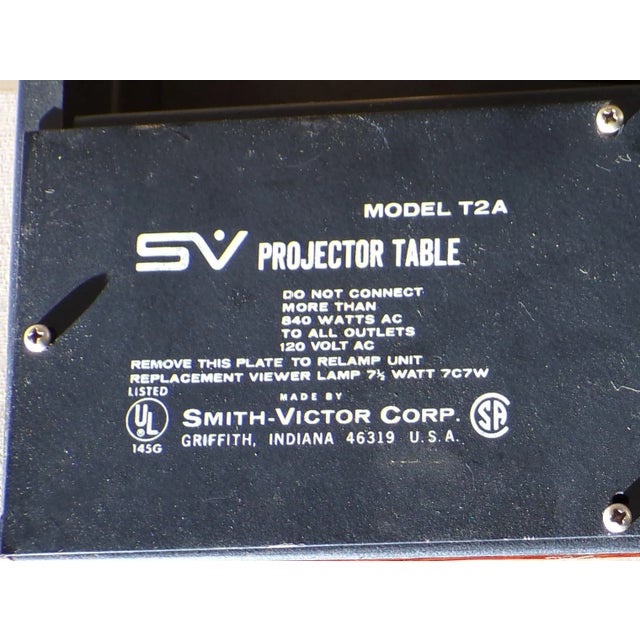 MODEL T2A
SV PROJECTOR TABLE
DO NOT CONNECT
MORE THAN
840 WATTS AC
TO ALL OUTLETS
120 VOLT AC
REMOVE THIS PLATE TO RELAMP UNIT
REPLACEMENT VIEWER LAMP 7½ WATT 7C7W
LISTED
UL
145G
MADE BY
SMITH-VICTOR CORP.
GRIFFITH, INDIANA 46319 U.S.A.
SA